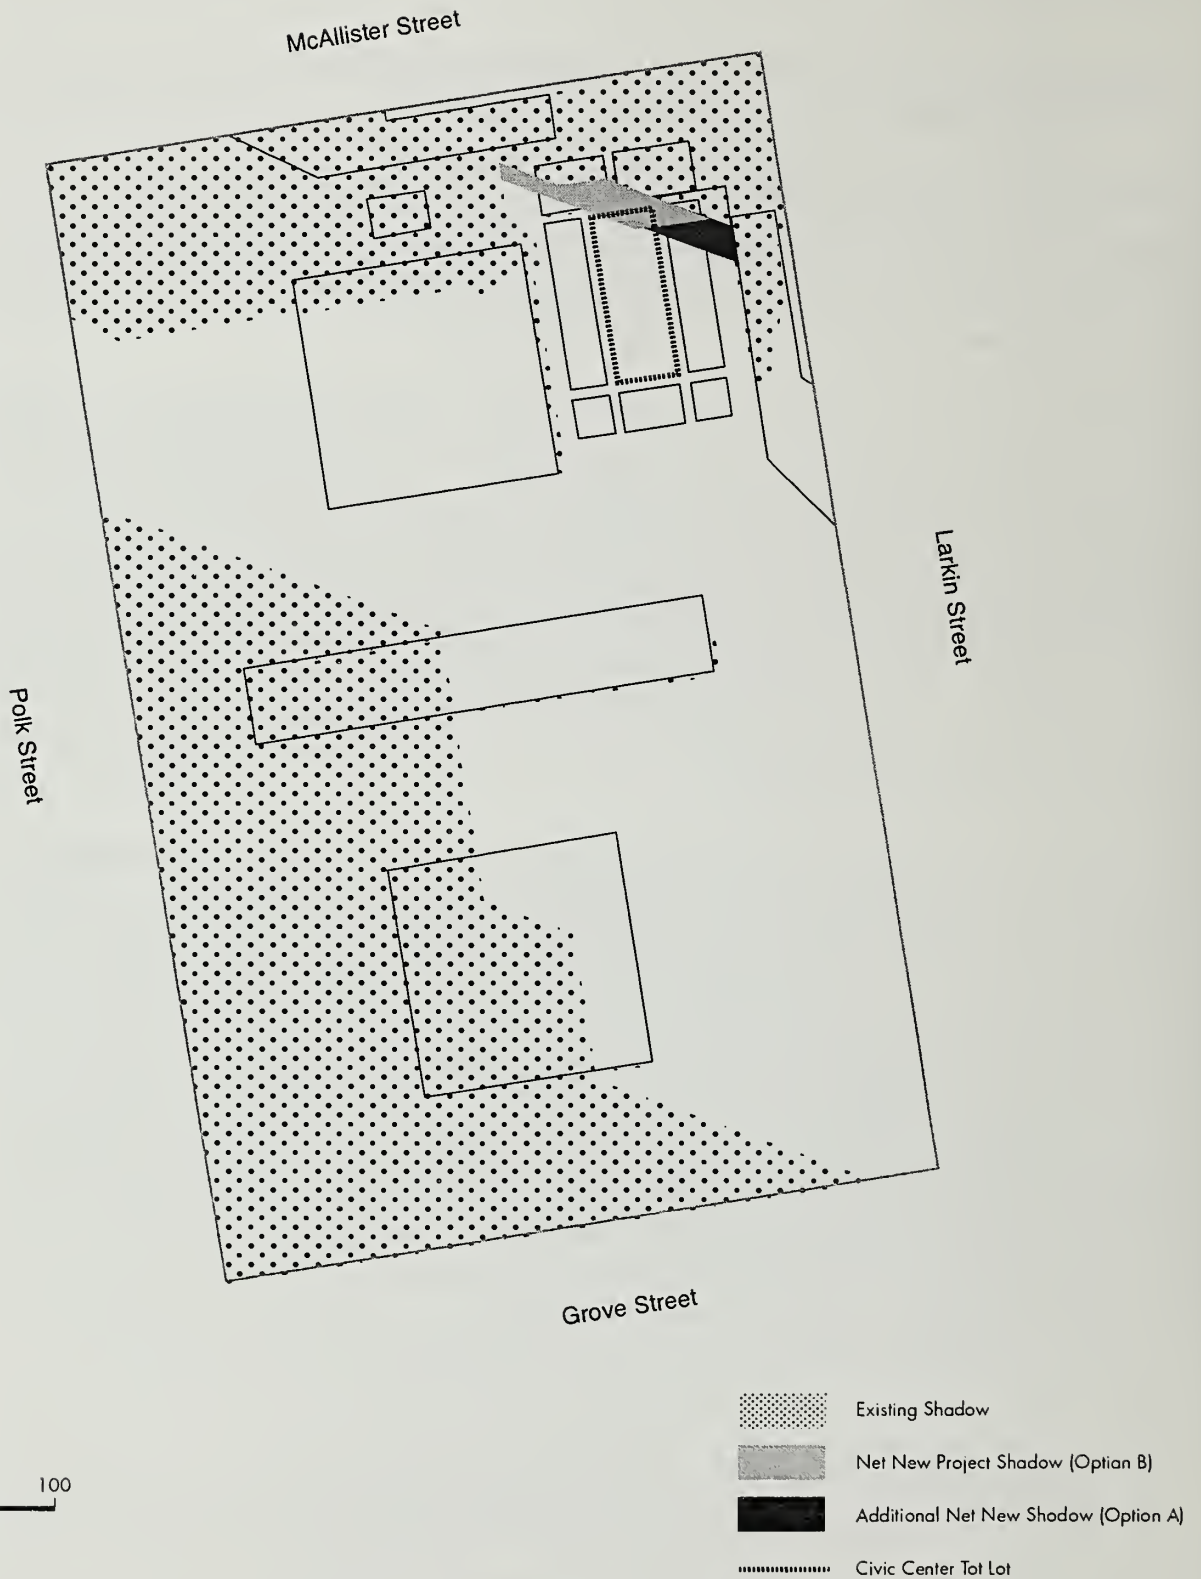 McAllister Street
Larkin Street
Polk Street
Grove Street
Existing Shadow
Net New Project Shadow (Optian B)
100
Additional Net New Shodow (Option A)
Civic Center Tot Lot